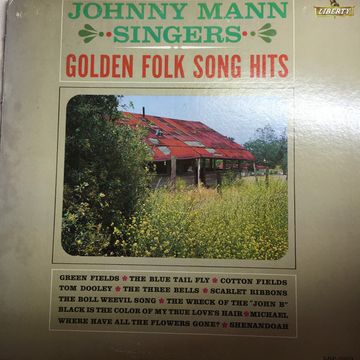 JOHNNY MANN
SINGERS
LIBERTY
GOLDEN FOLK SONG HITS
GREEN FIELDS ★ THE BLUE TAIL FLY ★ COTTON FIELDS
TOM DOOLEY ★ THE THREE BELLS ★ SCARLET RIBBONS
THE BOLL WEEVIL SONG ★ THE WRECK OF THE "JOHN B"
BLACK IS THE COLOR OF MY TRUE LOVE'S HAIR ★ MICHAEL
WHERE HAVE ALL THE FLOWERS GONE? ★ SHENANDOAH